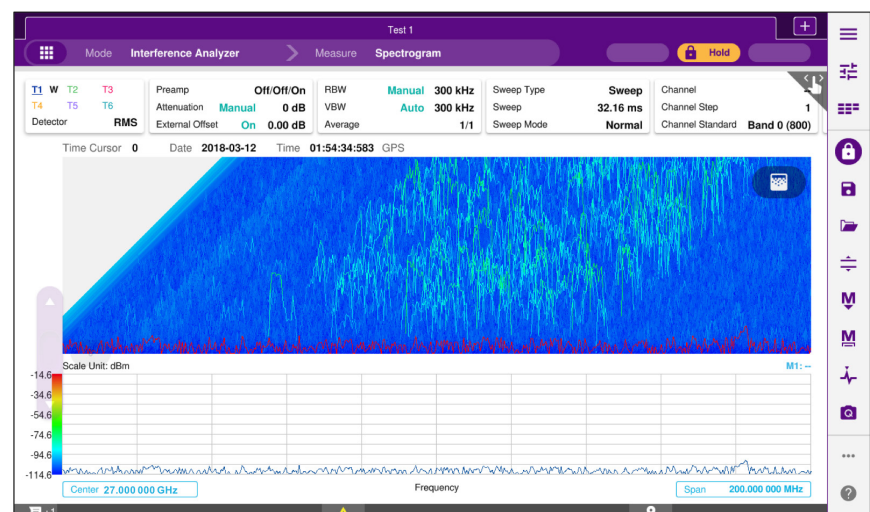 Test 1
Mode Interference Analyzer Measure Spectrogram Hold
T1 W T2 T3
T4 T5 T6
Detector RMS
Preamp Off/Off/On
Attenuation Manual 0 dB
External Offset On 0.00 dB
RBW Manual 300 kHz
VBW Auto 300 kHz
Average 1/1
Sweep Type Sweep
Sweep 32.16 ms
Sweep Mode Normal
Channel --
Channel Step 1
Channel Standard Band 0 (800)
Time Cursor 0 Date 2018-03-12 Time 01:54:34:583 GPS
Scale Unit: dBm M1: --
-14.6
-34.6
-54.6
-74.6
-94.6
-114.6
Center 27.000 000 GHz Frequency Span 200.000 000 MHz